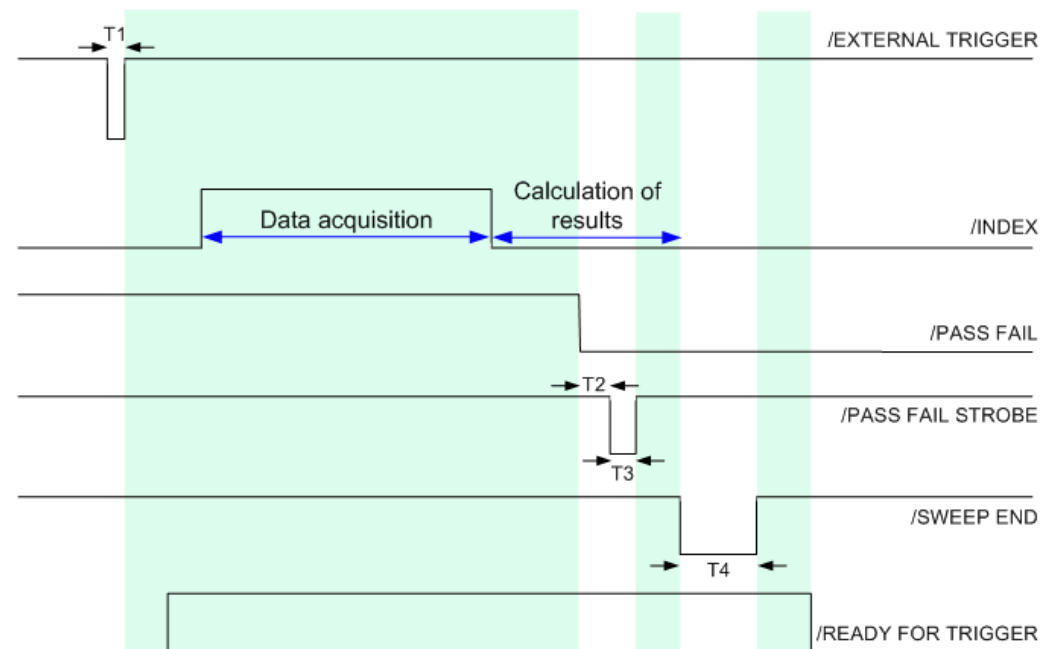 T1
/EXTERNAL TRIGGER
Data acquisition
Calculation of
results
/INDEX
/PASS FAIL
T2
/PASS FAIL STROBE
T3
/SWEEP END
T4
/READY FOR TRIGGER